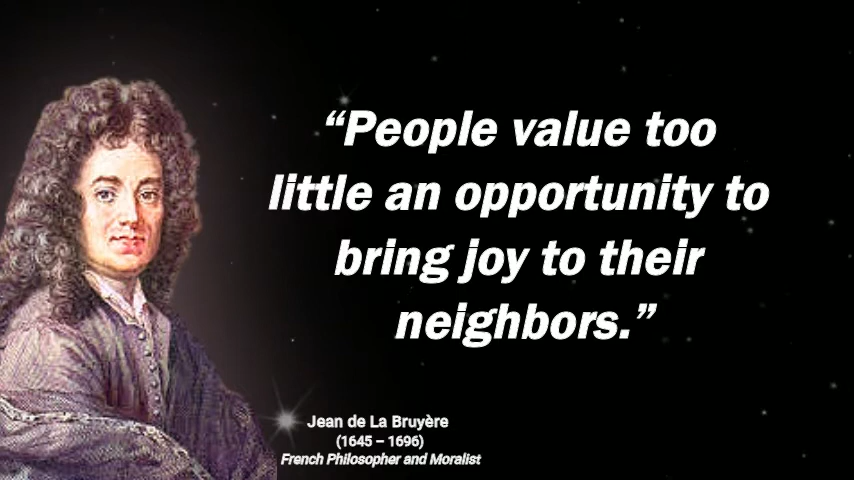 “People value too
little an opportunity to
bring joy to their
neighbors.”
Jean de La Bruyère
(1645 – 1696)
French Philosopher and Moralist